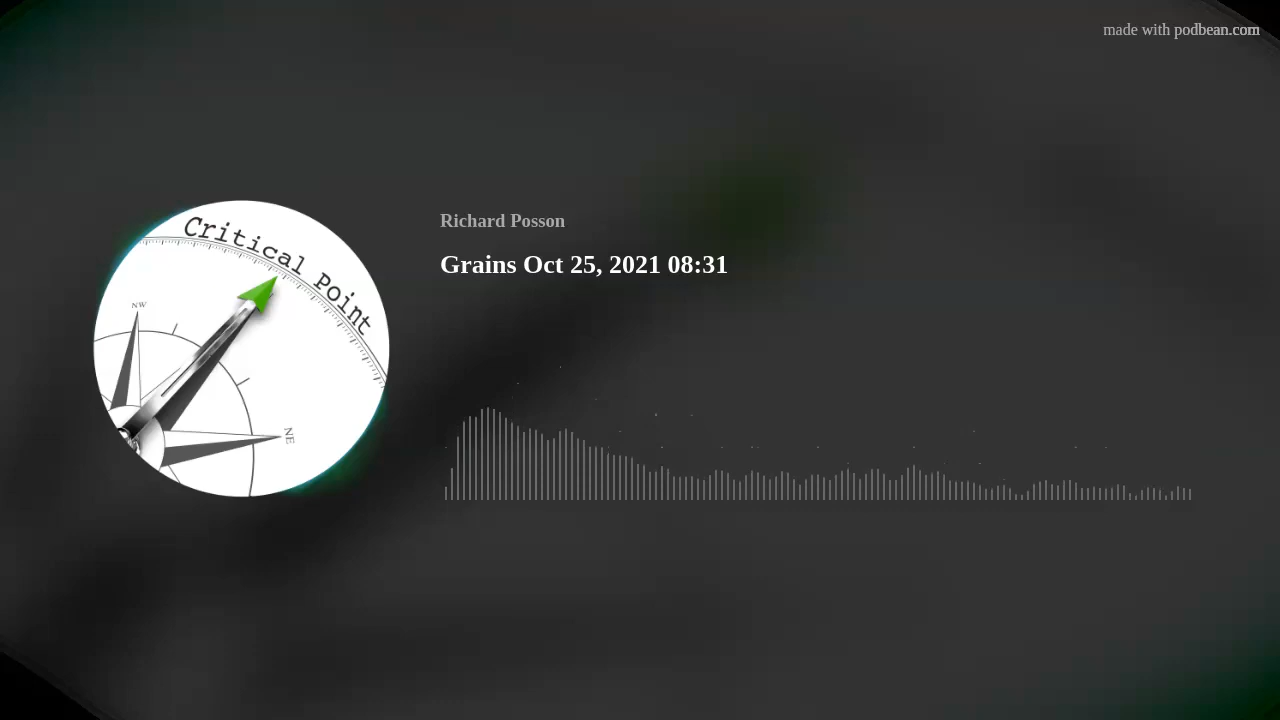 made with podbean.com
Critical Point
Richard Posson
Grains Oct 25, 2021 08:31
NW
NE